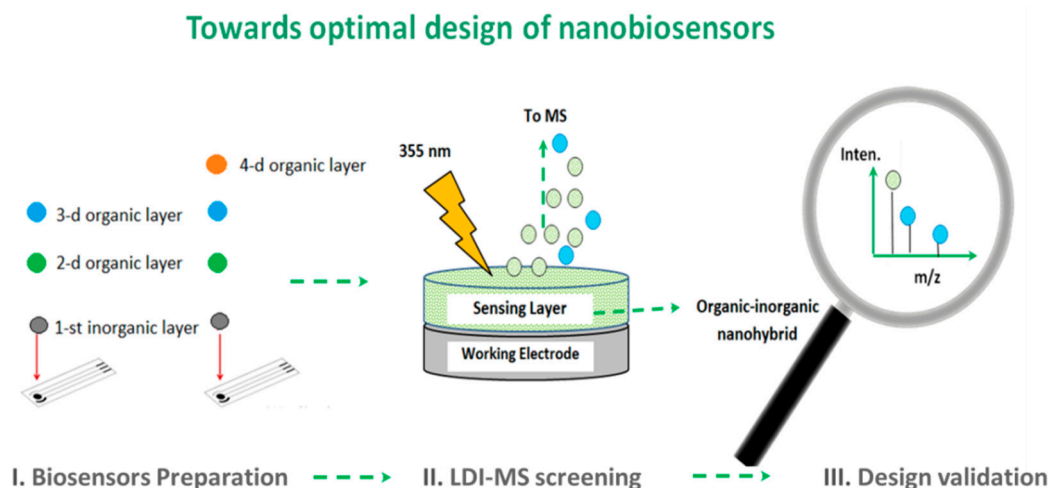 Towards optimal design of nanobiosensors
4-d organic layer
3-d organic layer
2-d organic layer
1-st inorganic layer
355 nm
To MS
Sensing Layer
Working Electrode
Organic-inorganic
nanohybrid
Inten.
m/z
I. Biosensors Preparation
II. LDI-MS screening
III. Design validation